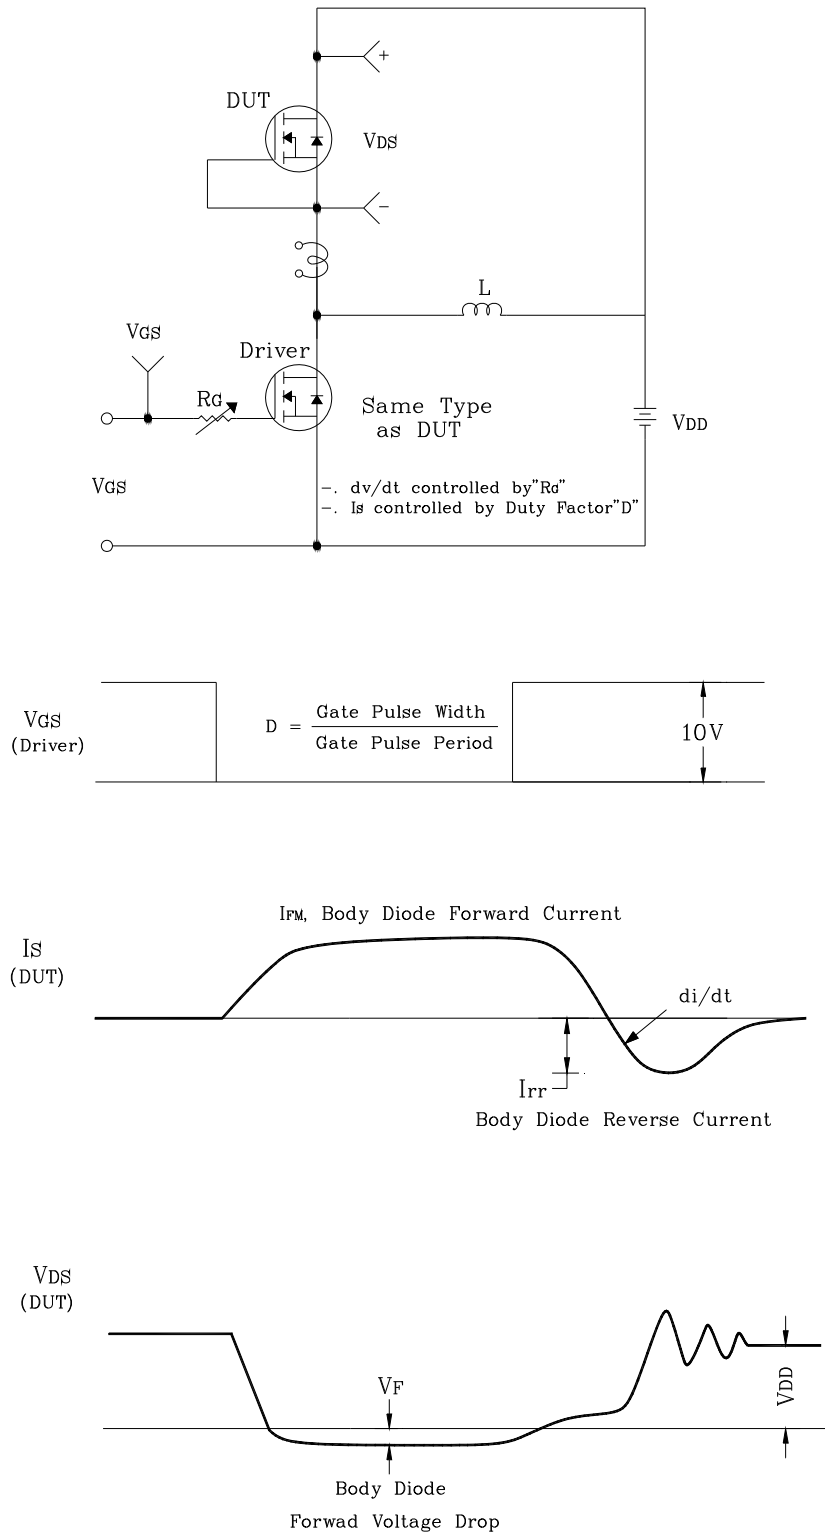 +
DUT
VDS
−
L
VGS
Driver
RG
Same Type
as DUT
VDD
VGS
−. dv/dt controlled by"RG"
−. Is controlled by Duty Factor"D"
VGS
(Driver)
D = Gate Pulse Width
Gate Pulse Period
10V
IFM, Body Diode Forward Current
IS
(DUT)
di/dt
Irr
Body Diode Reverse Current
VDS
(DUT)
VF
VDD
Body Diode
Forwad Voltage Drop